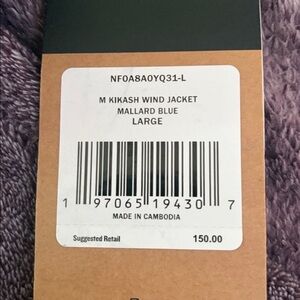 NF0A8A0YQ31-L
M KIKASH WIND JACKET
MALLARD BLUE
LARGE
1 97065 19430 7
MADE IN CAMBODIA
Suggested Retail 150.00